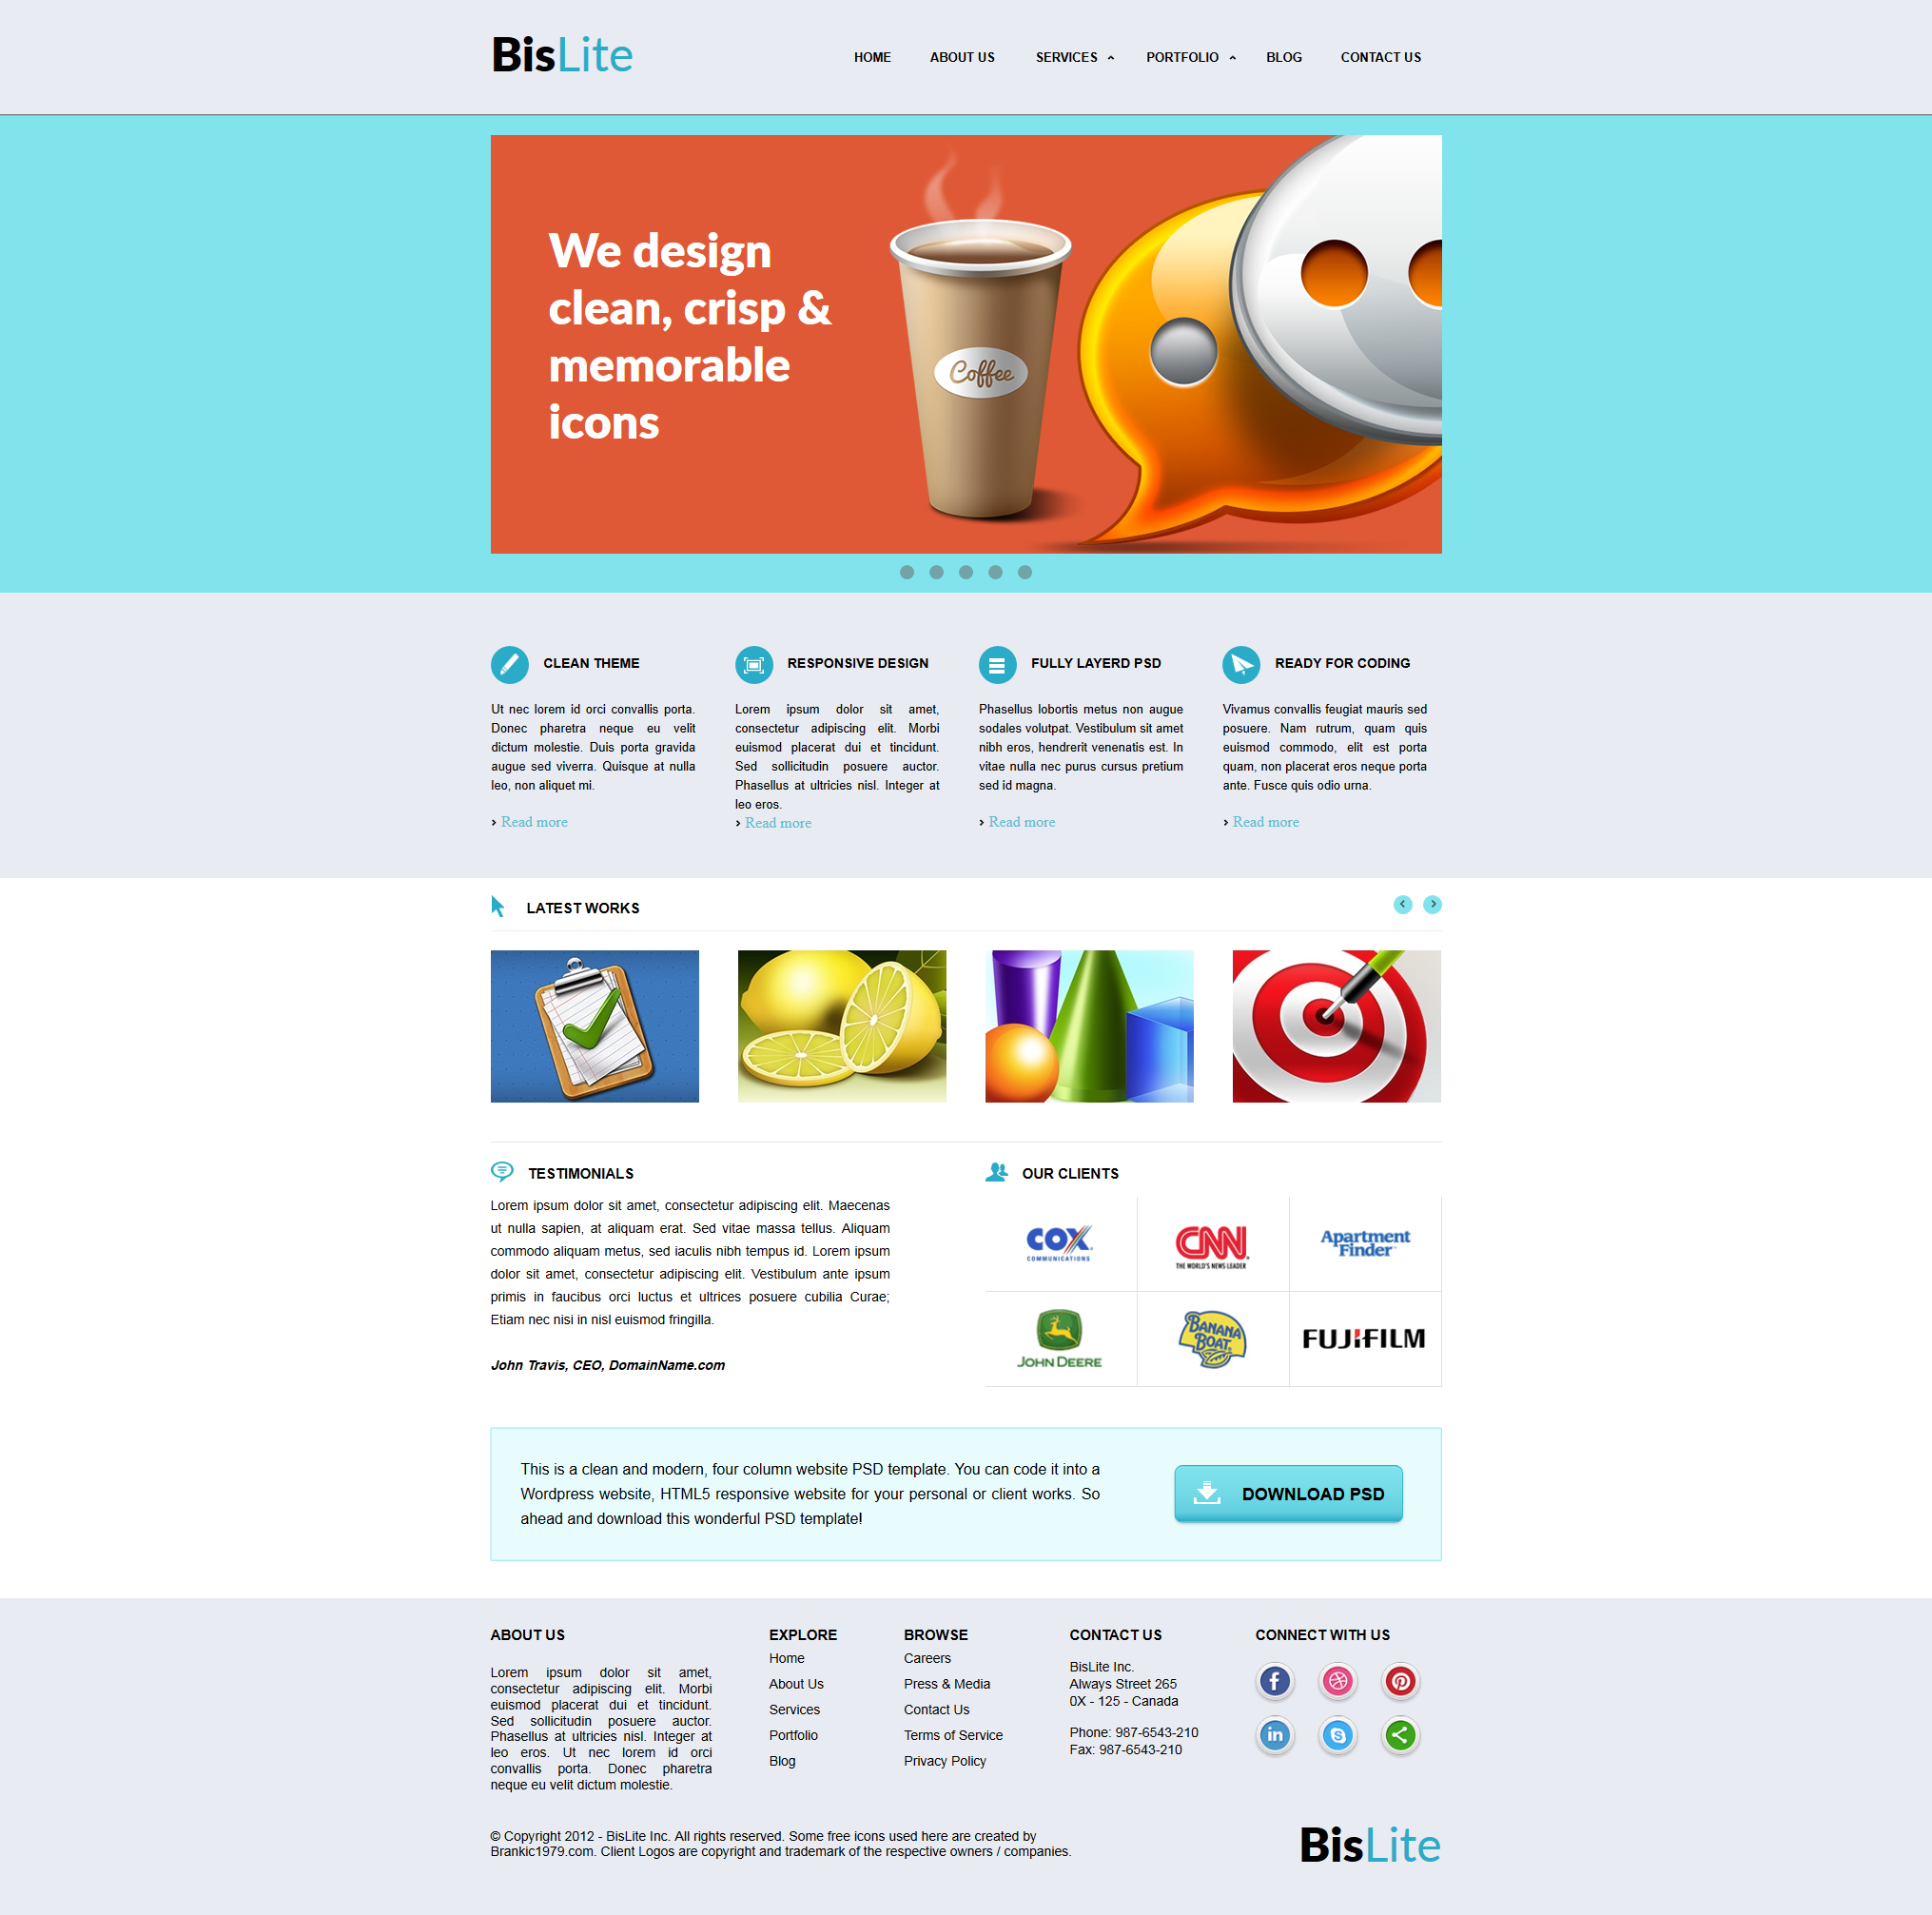 BisLite
HOME ABOUT US SERVICES PORTFOLIO BLOG CONTACT US
We design
clean, crisp &
memorable
icons
Coffee
CLEAN THEME
Ut nec lorem id orci convallis porta.
Donec pharetra neque eu velit
dictum molestie. Duis porta gravida
augue sed viverra. Quisque at nulla
leo, non aliquet mi.
Read more
RESPONSIVE DESIGN
Lorem ipsum dolor sit amet,
consectetur adipiscing elit. Morbi
euismod placerat dui et tincidunt.
Sed sollicitudin posuere auctor.
Phasellus at ultricies nisl. Integer at
leo eros.
Read more
FULLY LAYERD PSD
Phasellus lobortis metus non augue
sodales volutpat. Vestibulum sit amet
nibh eros, hendrerit venenatis est. In
vitae nulla nec purus cursus pretium
sed id magna.
Read more
READY FOR CODING
Vivamus convallis feugiat mauris sed
posuere. Nam rutrum, quam quis
euismod commodo, elit est porta
quam, non placerat eros neque porta
ante. Fusce quis odio urna.
Read more
LATEST WORKS
TESTIMONIALS
Lorem ipsum dolor sit amet, consectetur adipiscing elit. Maecenas
ut nulla sapien, at aliquam erat. Sed vitae massa tellus. Aliquam
commodo aliquam metus, sed iaculis nibh tempus id. Lorem ipsum
dolor sit amet, consectetur adipiscing elit. Vestibulum ante ipsum
primis in faucibus orci luctus et ultrices posuere cubilia Curae;
Etiam nec nisi in nisl euismod fringilla.
John Travis, CEO, DomainName.com
OUR CLIENTS
COX
COMMUNICATIONS
CNN
THE WORLD'S NEWS LEADER
Apartment
Finder
JOHN DEERE
BANANA
BOAT
FUJIFILM
This is a clean and modern, four column website PSD template. You can code it into a
Wordpress website, HTML5 responsive website for your personal or client works. So
ahead and download this wonderful PSD template!
DOWNLOAD PSD
ABOUT US
Lorem ipsum dolor sit amet,
consectetur adipiscing elit. Morbi
euismod placerat dui et tincidunt.
Sed sollicitudin posuere auctor.
Phasellus at ultricies nisl. Integer at
leo eros. Ut nec lorem id orci
convallis porta. Donec pharetra
neque eu velit dictum molestie.
EXPLORE
Home
About Us
Services
Portfolio
Blog
BROWSE
Careers
Press & Media
Contact Us
Terms of Service
Privacy Policy
CONTACT US
BisLite Inc.
Always Street 265
0X - 125 - Canada
Phone: 987-6543-210
Fax: 987-6543-210
CONNECT WITH US
© Copyright 2012 - BisLite Inc. All rights reserved. Some free icons used here are created by
Brankic1979.com. Client Logos are copyright and trademark of the respective owners / companies.
BisLite